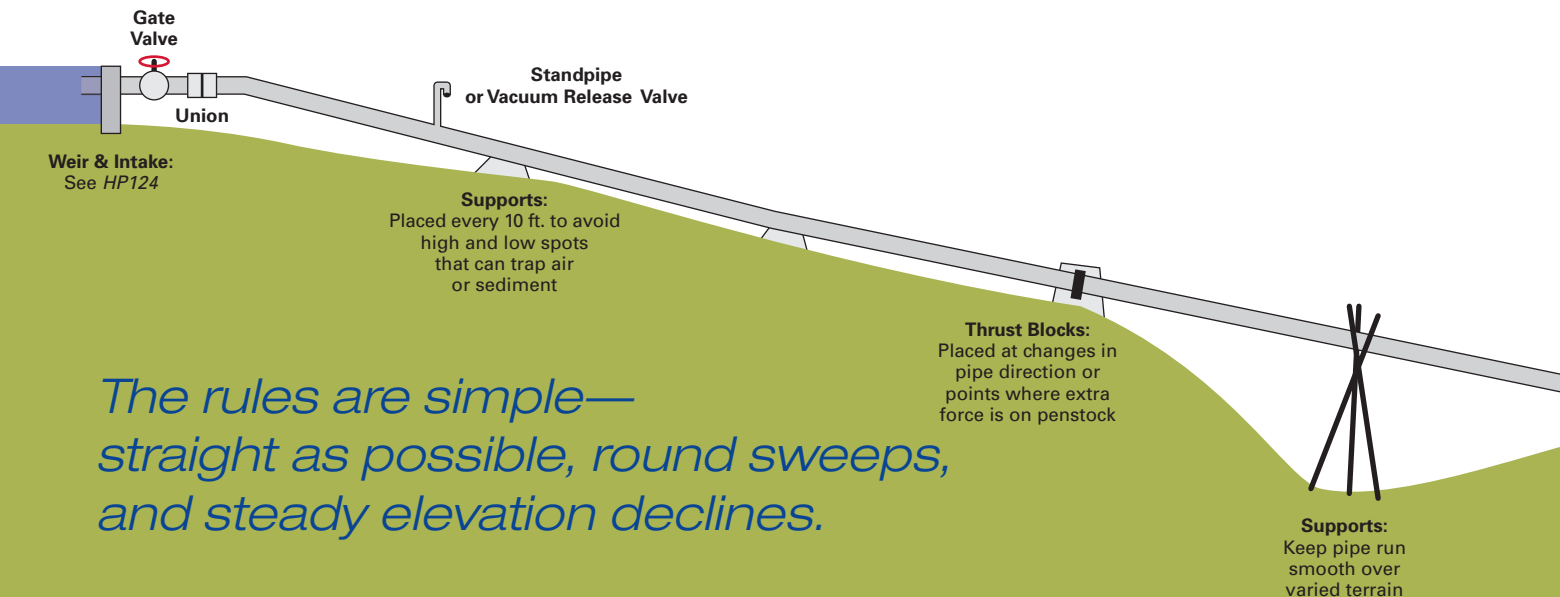 Gate
Valve
Standpipe
or Vacuum Release Valve
Union
Weir & Intake:
See HP124
Supports:
Placed every 10 ft. to avoid
high and low spots
that can trap air
or sediment
Thrust Blocks:
Placed at changes in
pipe direction or
points where extra
force is on penstock
The rules are simple—
straight as possible, round sweeps,
and steady elevation declines.
Supports:
Keep pipe run
smooth over
varied terrain